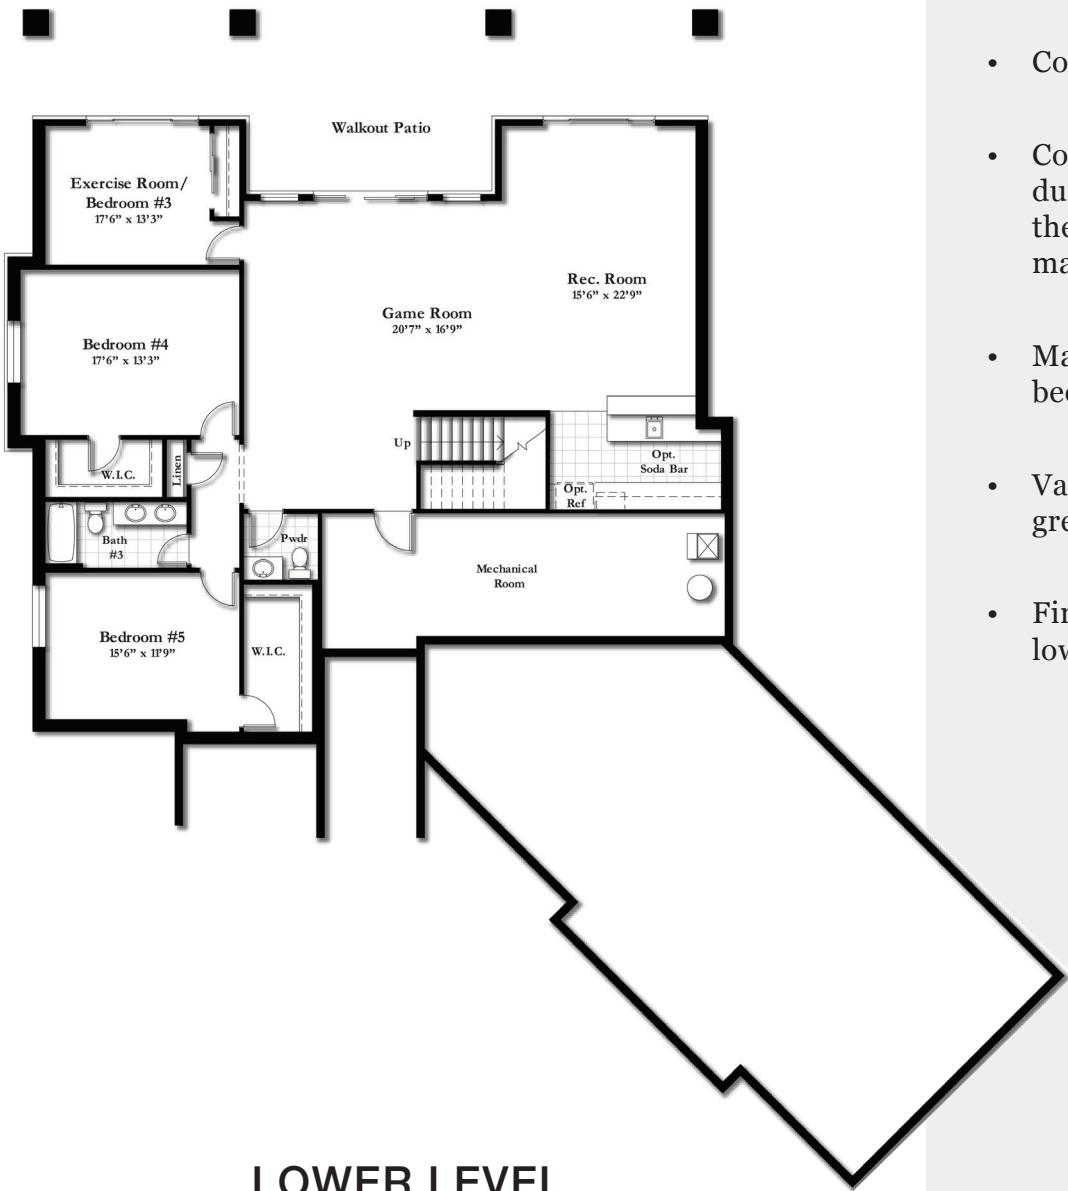 Walkout Patio
Exercise Room/
Bedroom #3
17'6" x 13'3"
Rec. Room
15'6" x 22'9"
Game Room
20'7" x 16'9"
Bedroom #4
17'6" x 13'3"
Up
Opt.
Soda Bar
W.I.C.
Linen
Opt.
Ref
Bath
#3
Pwdr
Mechanical
Room
Bedroom #5
15'6" x 11'9"
W.I.C.
LOWER LEVEL
• Co
• Co
du
the
ma
• Ma
bec
• Va
gre
• Fin
low